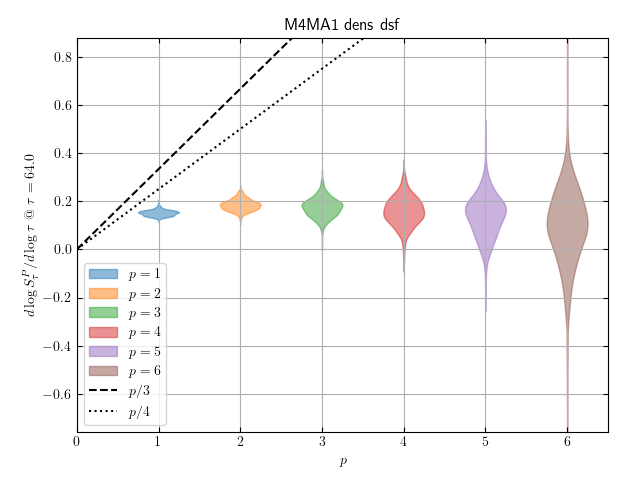 M4MA1 dens dsf
d log S_τ^P / d log τ @ τ = 64.0
0.8
0.6
0.4
0.2
0.0
−0.2
−0.4
−0.6
p = 1
p = 2
p = 3
p = 4
p = 5
p = 6
p/3
p/4
0 1 2 3 4 5 6
p